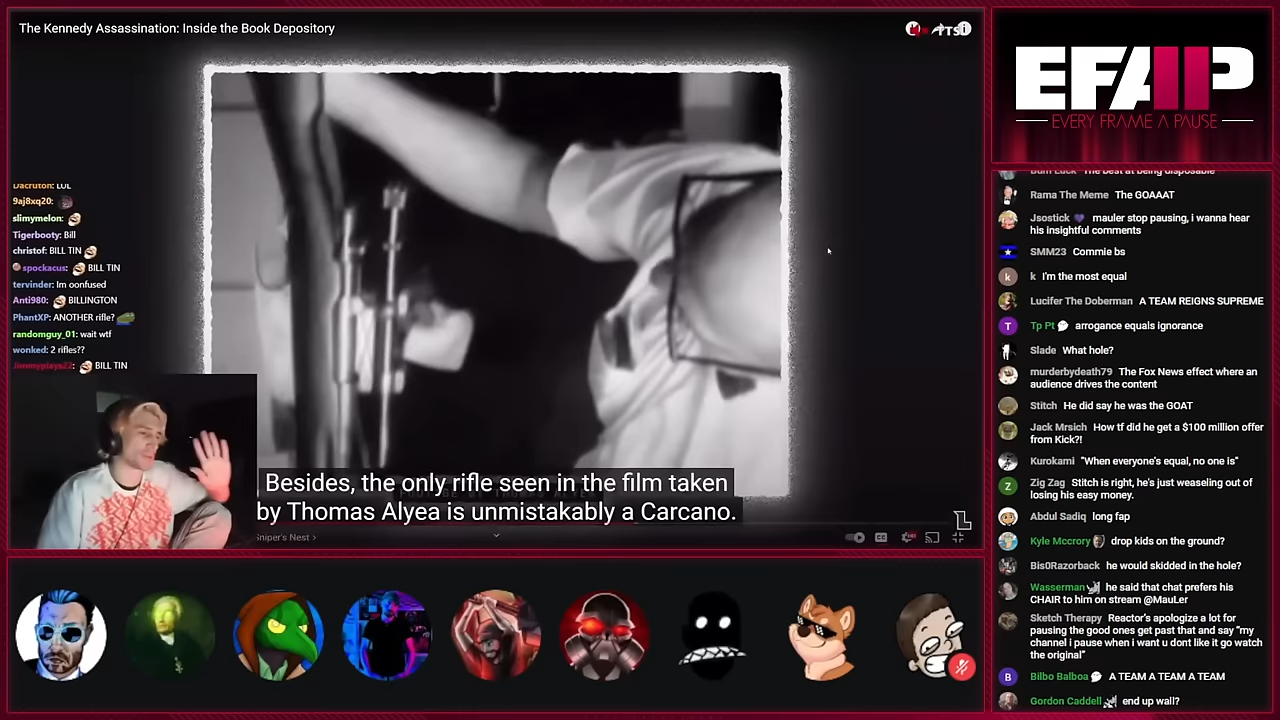 The Kennedy Assassination: Inside the Book Depository
Dacruton: LOL
9aj8xq20:
slimymelon:
Tigerbooty: Bill
christof: BILL TIN
spockacus: BILL TIN
tervinder: Im oonfused
Anti980: BILLINGTON
PhantXP: ANOTHER rifle?
randomguy_01: wait wtf
wonked: 2 rifles??
Jimmyplays22: BILL TIN
Besides, the only rifle seen in the film taken
by Thomas Alyea is unmistakably a Carcano.
Sniper's Nest >
EFAP
EVERY FRAME A PAUSE
Bum Luck The best at being disposable
Rama The Meme The GOAAAT
Jsostick mauler stop pausing, i wanna hear
his insightful comments
SMM23 Commie bs
k I'm the most equal
Lucifer The Doberman A TEAM REIGNS SUPREME
T Tp Pt arrogance equals ignorance
Slade What hole?
murderbydeath79 The Fox News effect where an
audience drives the content
Stitch He did say he was the GOAT
Jack Mrsich How tf did he get a $100 million offer
from Kick?!
Kurokami "When everyone's equal, no one is"
Z Zig Zag Stitch is right, he's just weaseling out of
losing his easy money.
Abdul Sadiq long fap
Kyle Mccrory drop kids on the ground?
Bis0Razorback he would skidded in the hole?
Wasserman he said that chat prefers his
CHAIR to him on stream @MauLer
Sketch Therapy Reactor's apologize a lot for
pausing the good ones get past that and say "my
channel I pause when i want u dont like it go watch
the original"
B Bilbo Balboa A TEAM A TEAM A TEAM
Gordon Caddell end up wall?